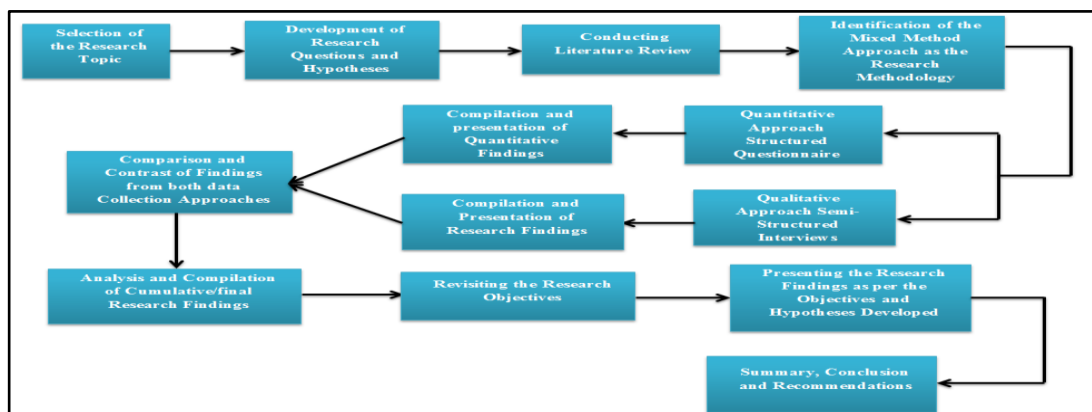 Selection of
the Research
Topic
Development of
Research
Questions and
Hypotheses
Conducting
Literature Review
Identification of the
Mixed Method
Approach as the
Research
Methodology
Quantitative
Approach
Structured
Questionnaire
Compilation and
presentation of
Quantitative
Findings
Qualitative
Approach Semi-
Structured
Interviews
Compilation and
Presentation of
Research Findings
Comparison and
Contrast of Findings
from both data
Collection Approaches
Analysis and Compilation
of Cumulative/final
Research Findings
Revisiting the Research
Objectives
Presenting the Research
Findings as per the
Objectives and
Hypotheses Developed
Summary, Conclusion
and Recommendations